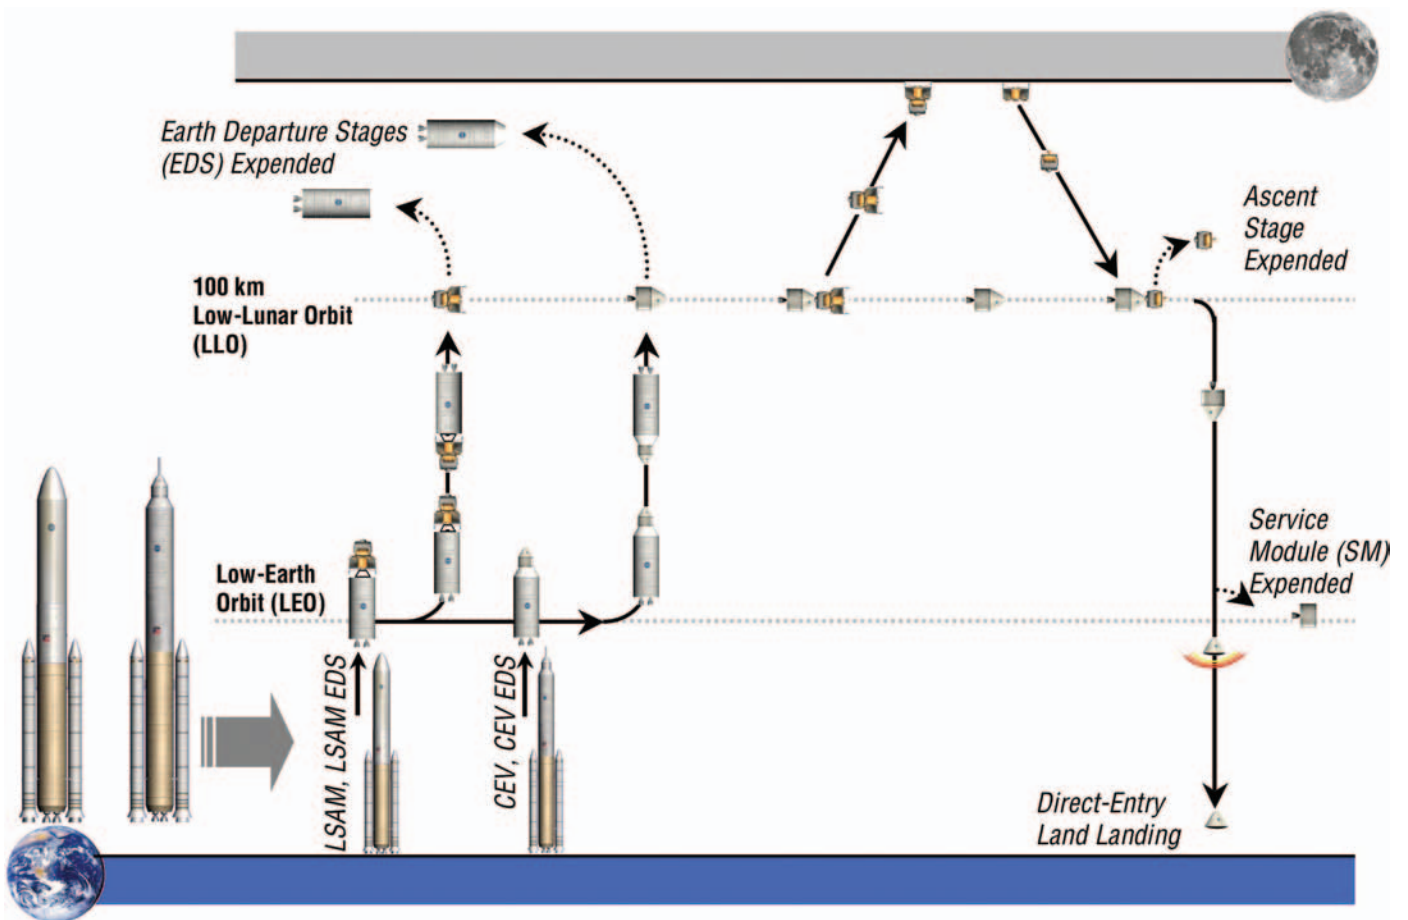 Earth Departure Stages
(EDS) Expended
Ascent
Stage
Expended
100 km
Low-Lunar Orbit
(LLO)
Service
Module (SM)
Expended
Low-Earth
Orbit (LEO)
LSAM, LSAM EDS
CEV, CEV EDS
Direct-Entry
Land Landing